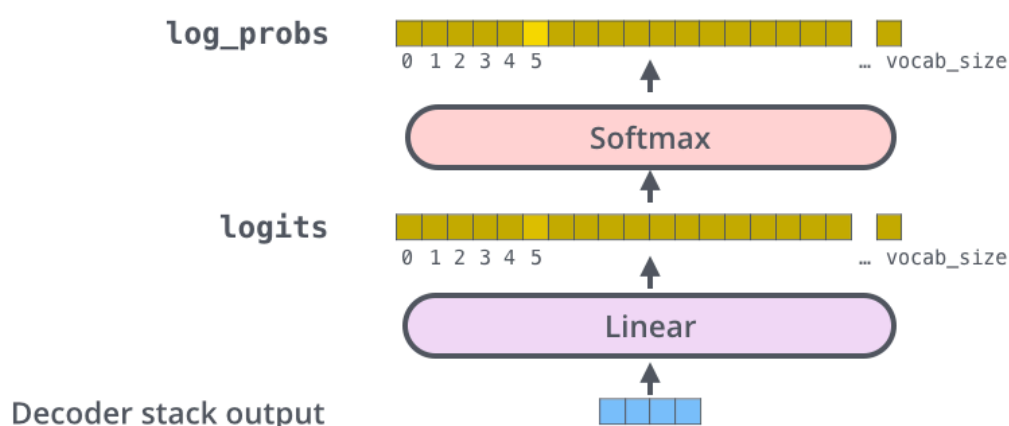 log_probs
0 1 2 3 4 5 … vocab_size
Softmax
logits
0 1 2 3 4 5 … vocab_size
Linear
Decoder stack output